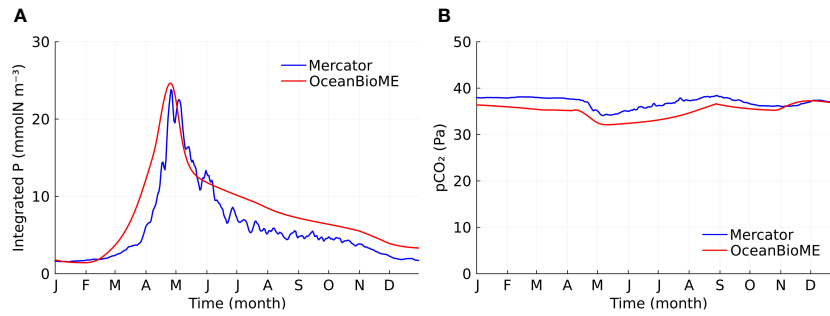 A
Integrated P (mmolN m⁻³)
30
20
10
0
Mercator
OceanBioME
J F M A M J J A S O N D
Time (month)
B
pCO₂ (Pa)
50
40
30
20
10
0
Mercator
OceanBioME
J F M A M J J A S O N D
Time (month)